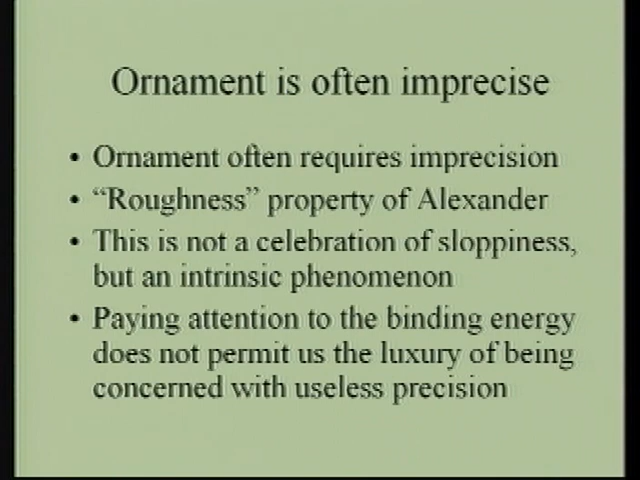 Ornament is often imprecise
• Ornament often requires imprecision
• “Roughness” property of Alexander
• This is not a celebration of sloppiness,
but an intrinsic phenomenon
• Paying attention to the binding energy
does not permit us the luxury of being
concerned with useless precision